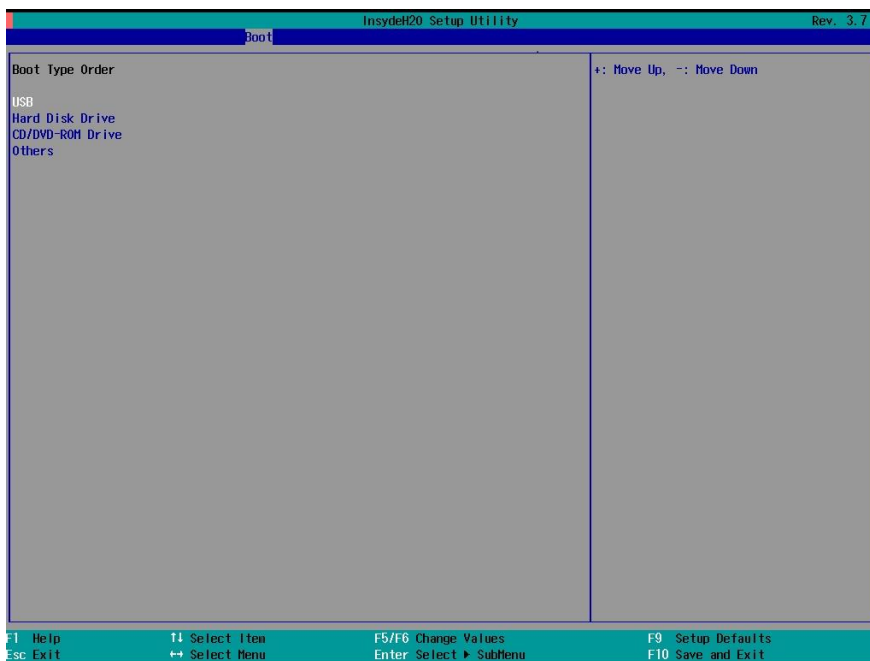 InsydeH20 Setup Utility Rev. 3.7
Boot
Boot Type Order
+: Move Up, -: Move Down
USB
Hard Disk Drive
CD/DVD-ROM Drive
Others
F1 Help ↑↓ Select Item F5/F6 Change Values F9 Setup Defaults
Esc Exit ↔ Select Menu Enter Select ▶ SubMenu F10 Save and Exit